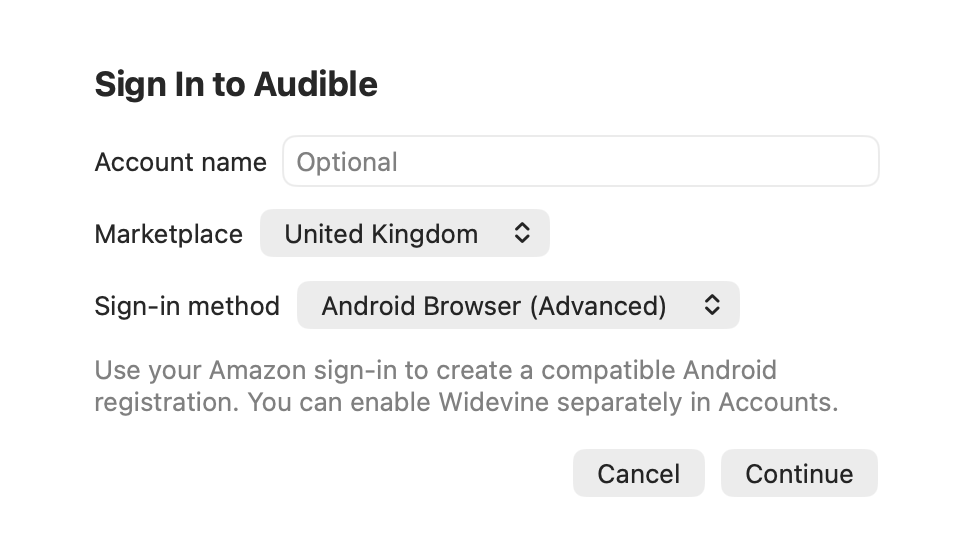 Sign In to Audible
Account name Optional
Marketplace United Kingdom
Sign-in method Android Browser (Advanced)
Use your Amazon sign-in to create a compatible Android
registration. You can enable Widevine separately in Accounts.
Cancel Continue